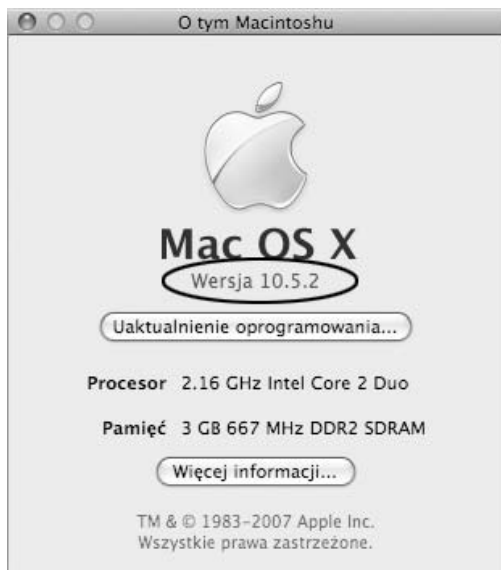 O tym Macintoshu
Mac OS X
Wersja 10.5.2
Uaktualnienie oprogramowania...
Procesor 2.16 GHz Intel Core 2 Duo
Pamięć 3 GB 667 MHz DDR2 SDRAM
Więcej informacji...
TM & © 1983-2007 Apple Inc.
Wszystkie prawa zastrzeżone.